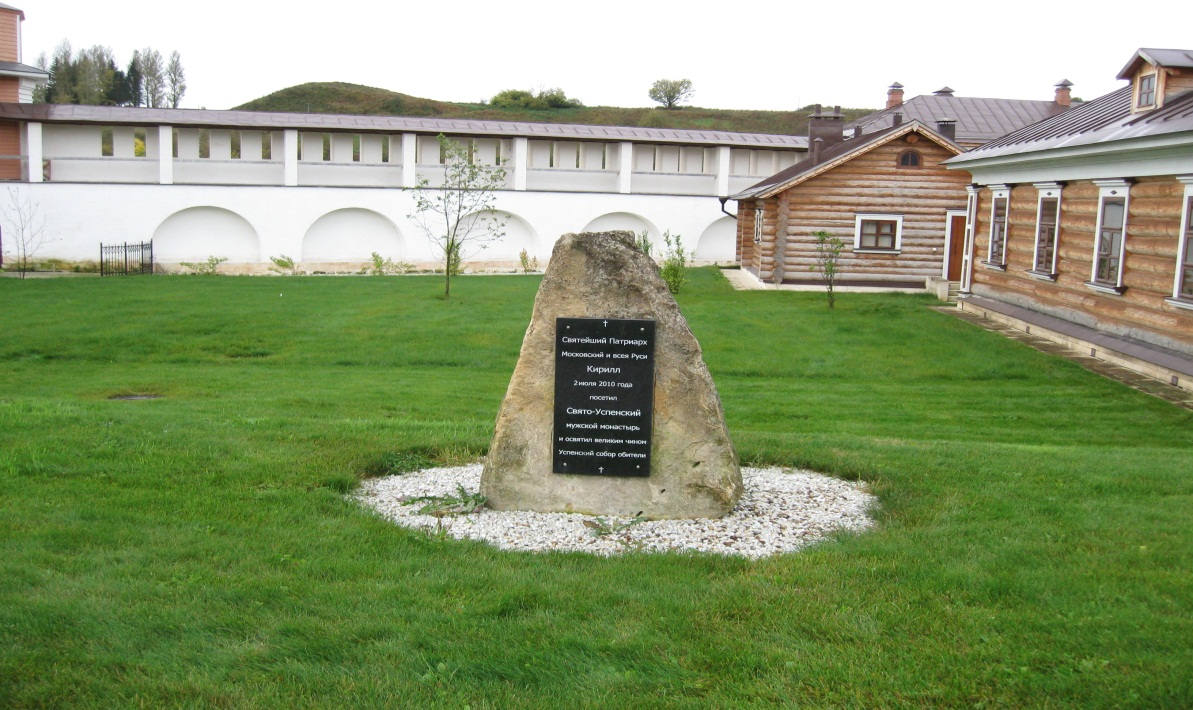 Святейший Патриарх
Московский и всея Руси
Кирилл
2 июля 2010 года
посетил
Свято-Успенский
мужской монастырь
и освятил великим чином
Успенский собор обители